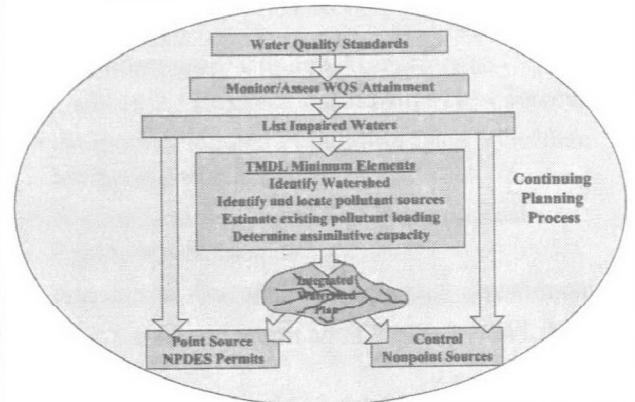 Water Quality Standards
Monitor/Assess WQS Attainment
List Impaired Waters
TMDL Minimum Elements
Identify Watershed
Identify and locate pollutant sources
Estimate existing pollutant loading
Determine assimilative capacity
Continuing
Planning
Process
Integrated
Watershed
Plan
Point Source
NPDES Permits
Control
Nonpoint Sources